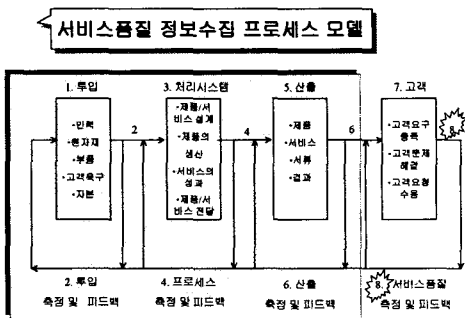 서비스품질 정보수집 프로세스 모델
1. 투입
3. 처리시스템
5. 산출
7. 고객
•인력
•원자재
•부품
•고객욕구
•자본
2
•제품/서
비스 설계
•제품의
생산
•서비스의
성과
•제품/서
비스 전달
4
•제품
•서비스
•서류
•결과
6
•고객요구
충족
•고객문제
해결
•고객요청
수용
8
2. 투입
측정 및 피드백
4. 프로세스
측정 및 피드백
6. 산출
측정 및 피드백
8. 서비스품질
측정 및 피드백